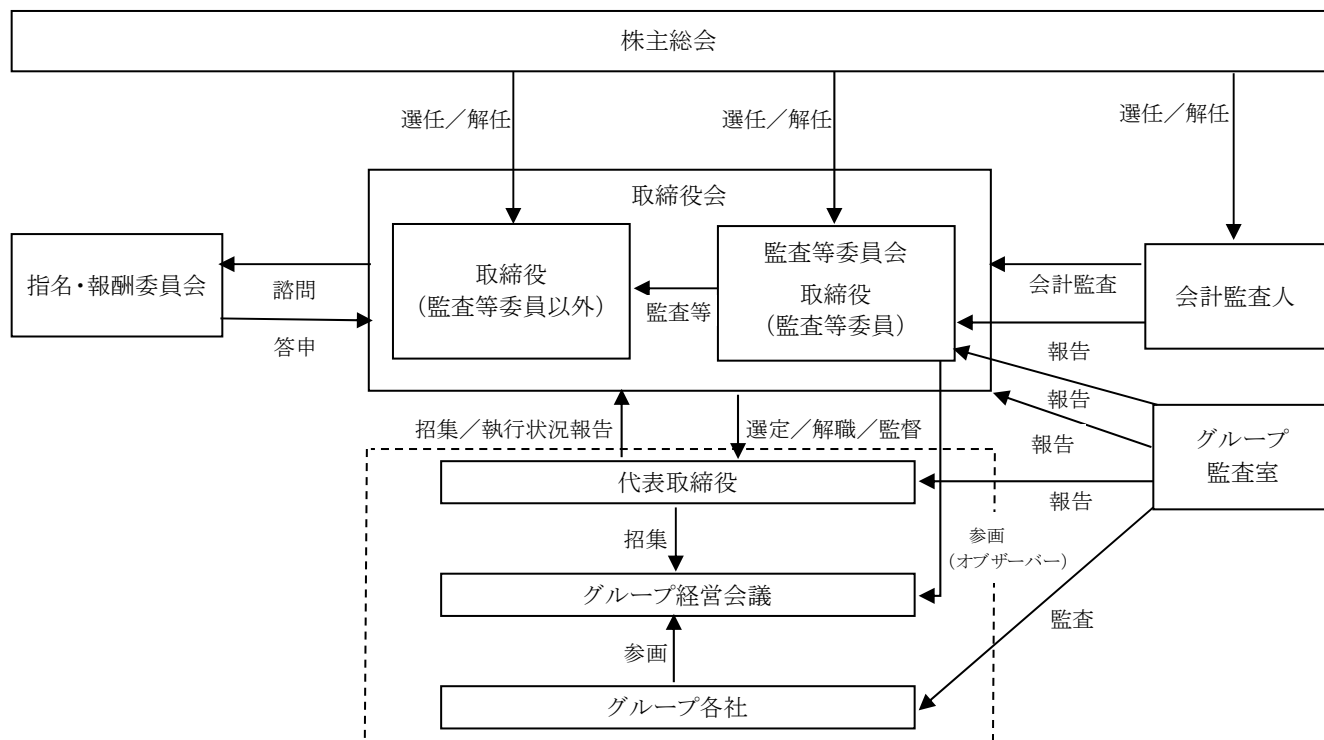 株主総会
選任／解任
選任／解任
選任／解任
取締役会
指名・報酬委員会
諮問
答申
取締役
（監査等委員以外）
監査等
監査等委員会
取締役
（監査等委員）
会計監査
会計監査人
報告
報告
報告
招集／執行状況報告
選定／解職／監督
グループ
監査室
代表取締役
報告
招集
参画
（オブザーバー）
グループ経営会議
監査
参画
グループ各社